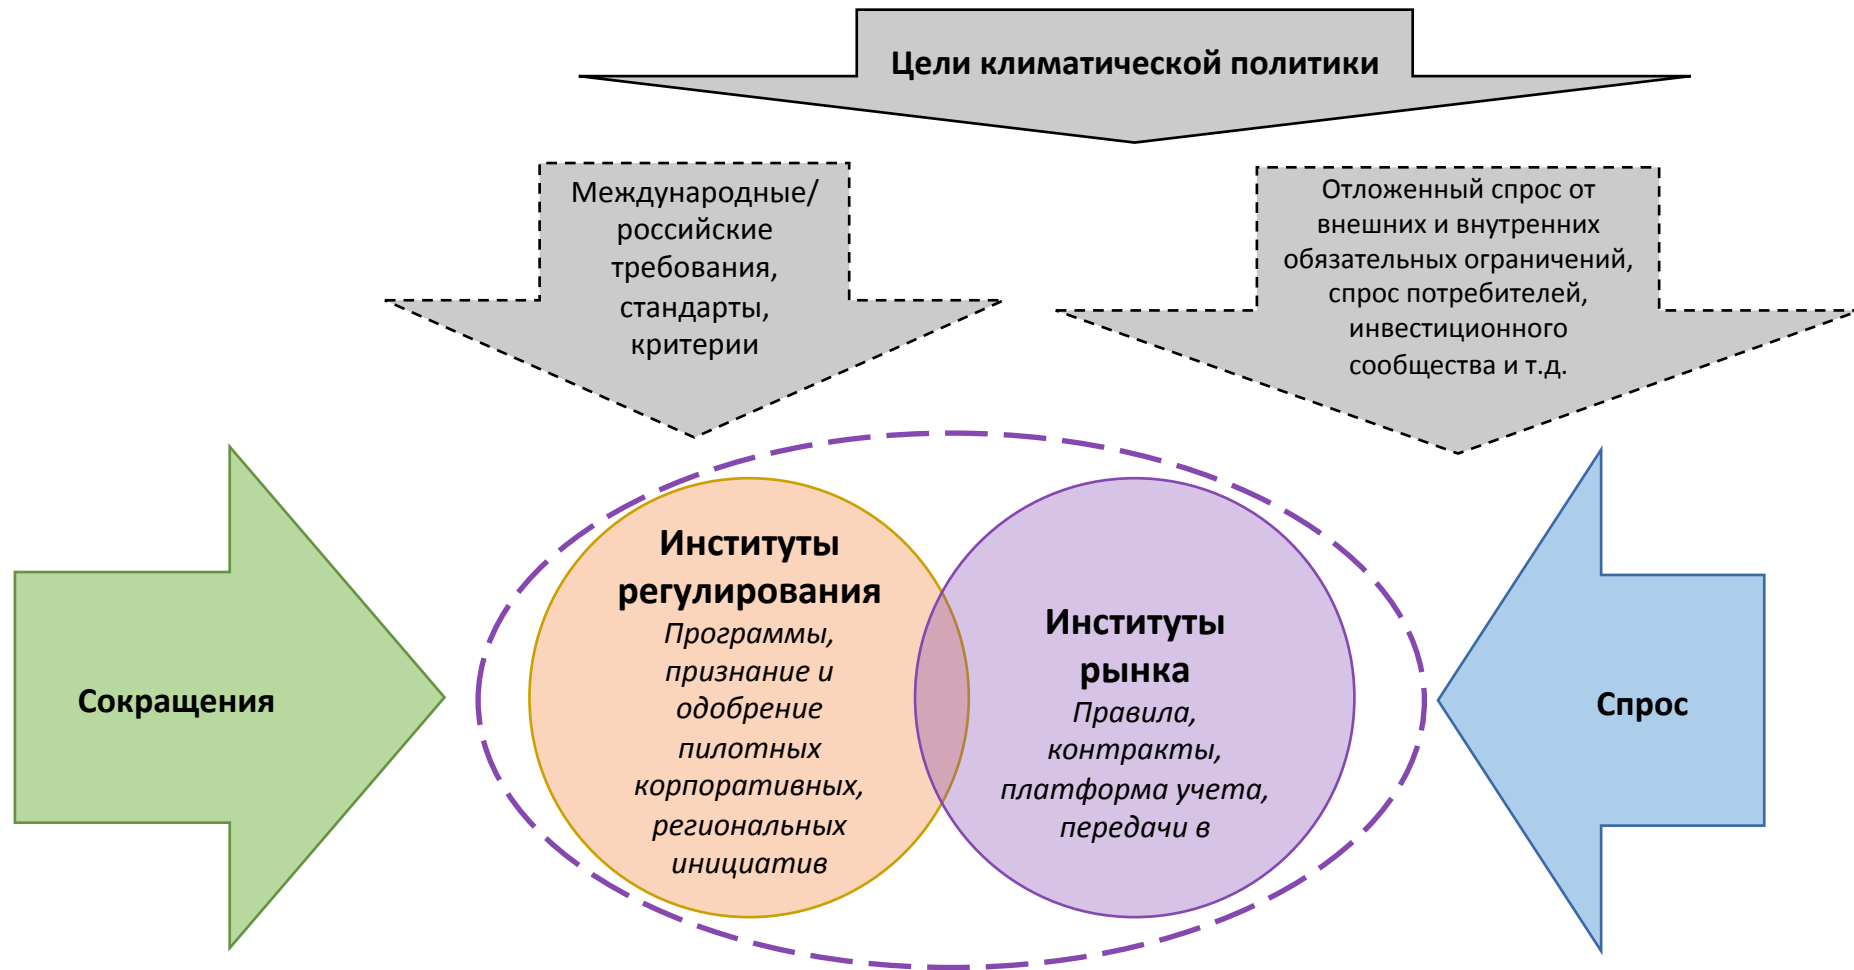 Цели климатической политики
Международные/
российские
требования,
стандарты,
критерии
Отложенный спрос от
внешних и внутренних
обязательных ограничений,
спрос потребителей,
инвестиционного
сообщества и т.д.
Сокращения
Институты
регулирования
Программы,
признание и
одобрение
пилотных
корпоративных,
региональных
инициатив
Институты
рынка
Правила,
контракты,
платформа учета,
передачи в
Спрос